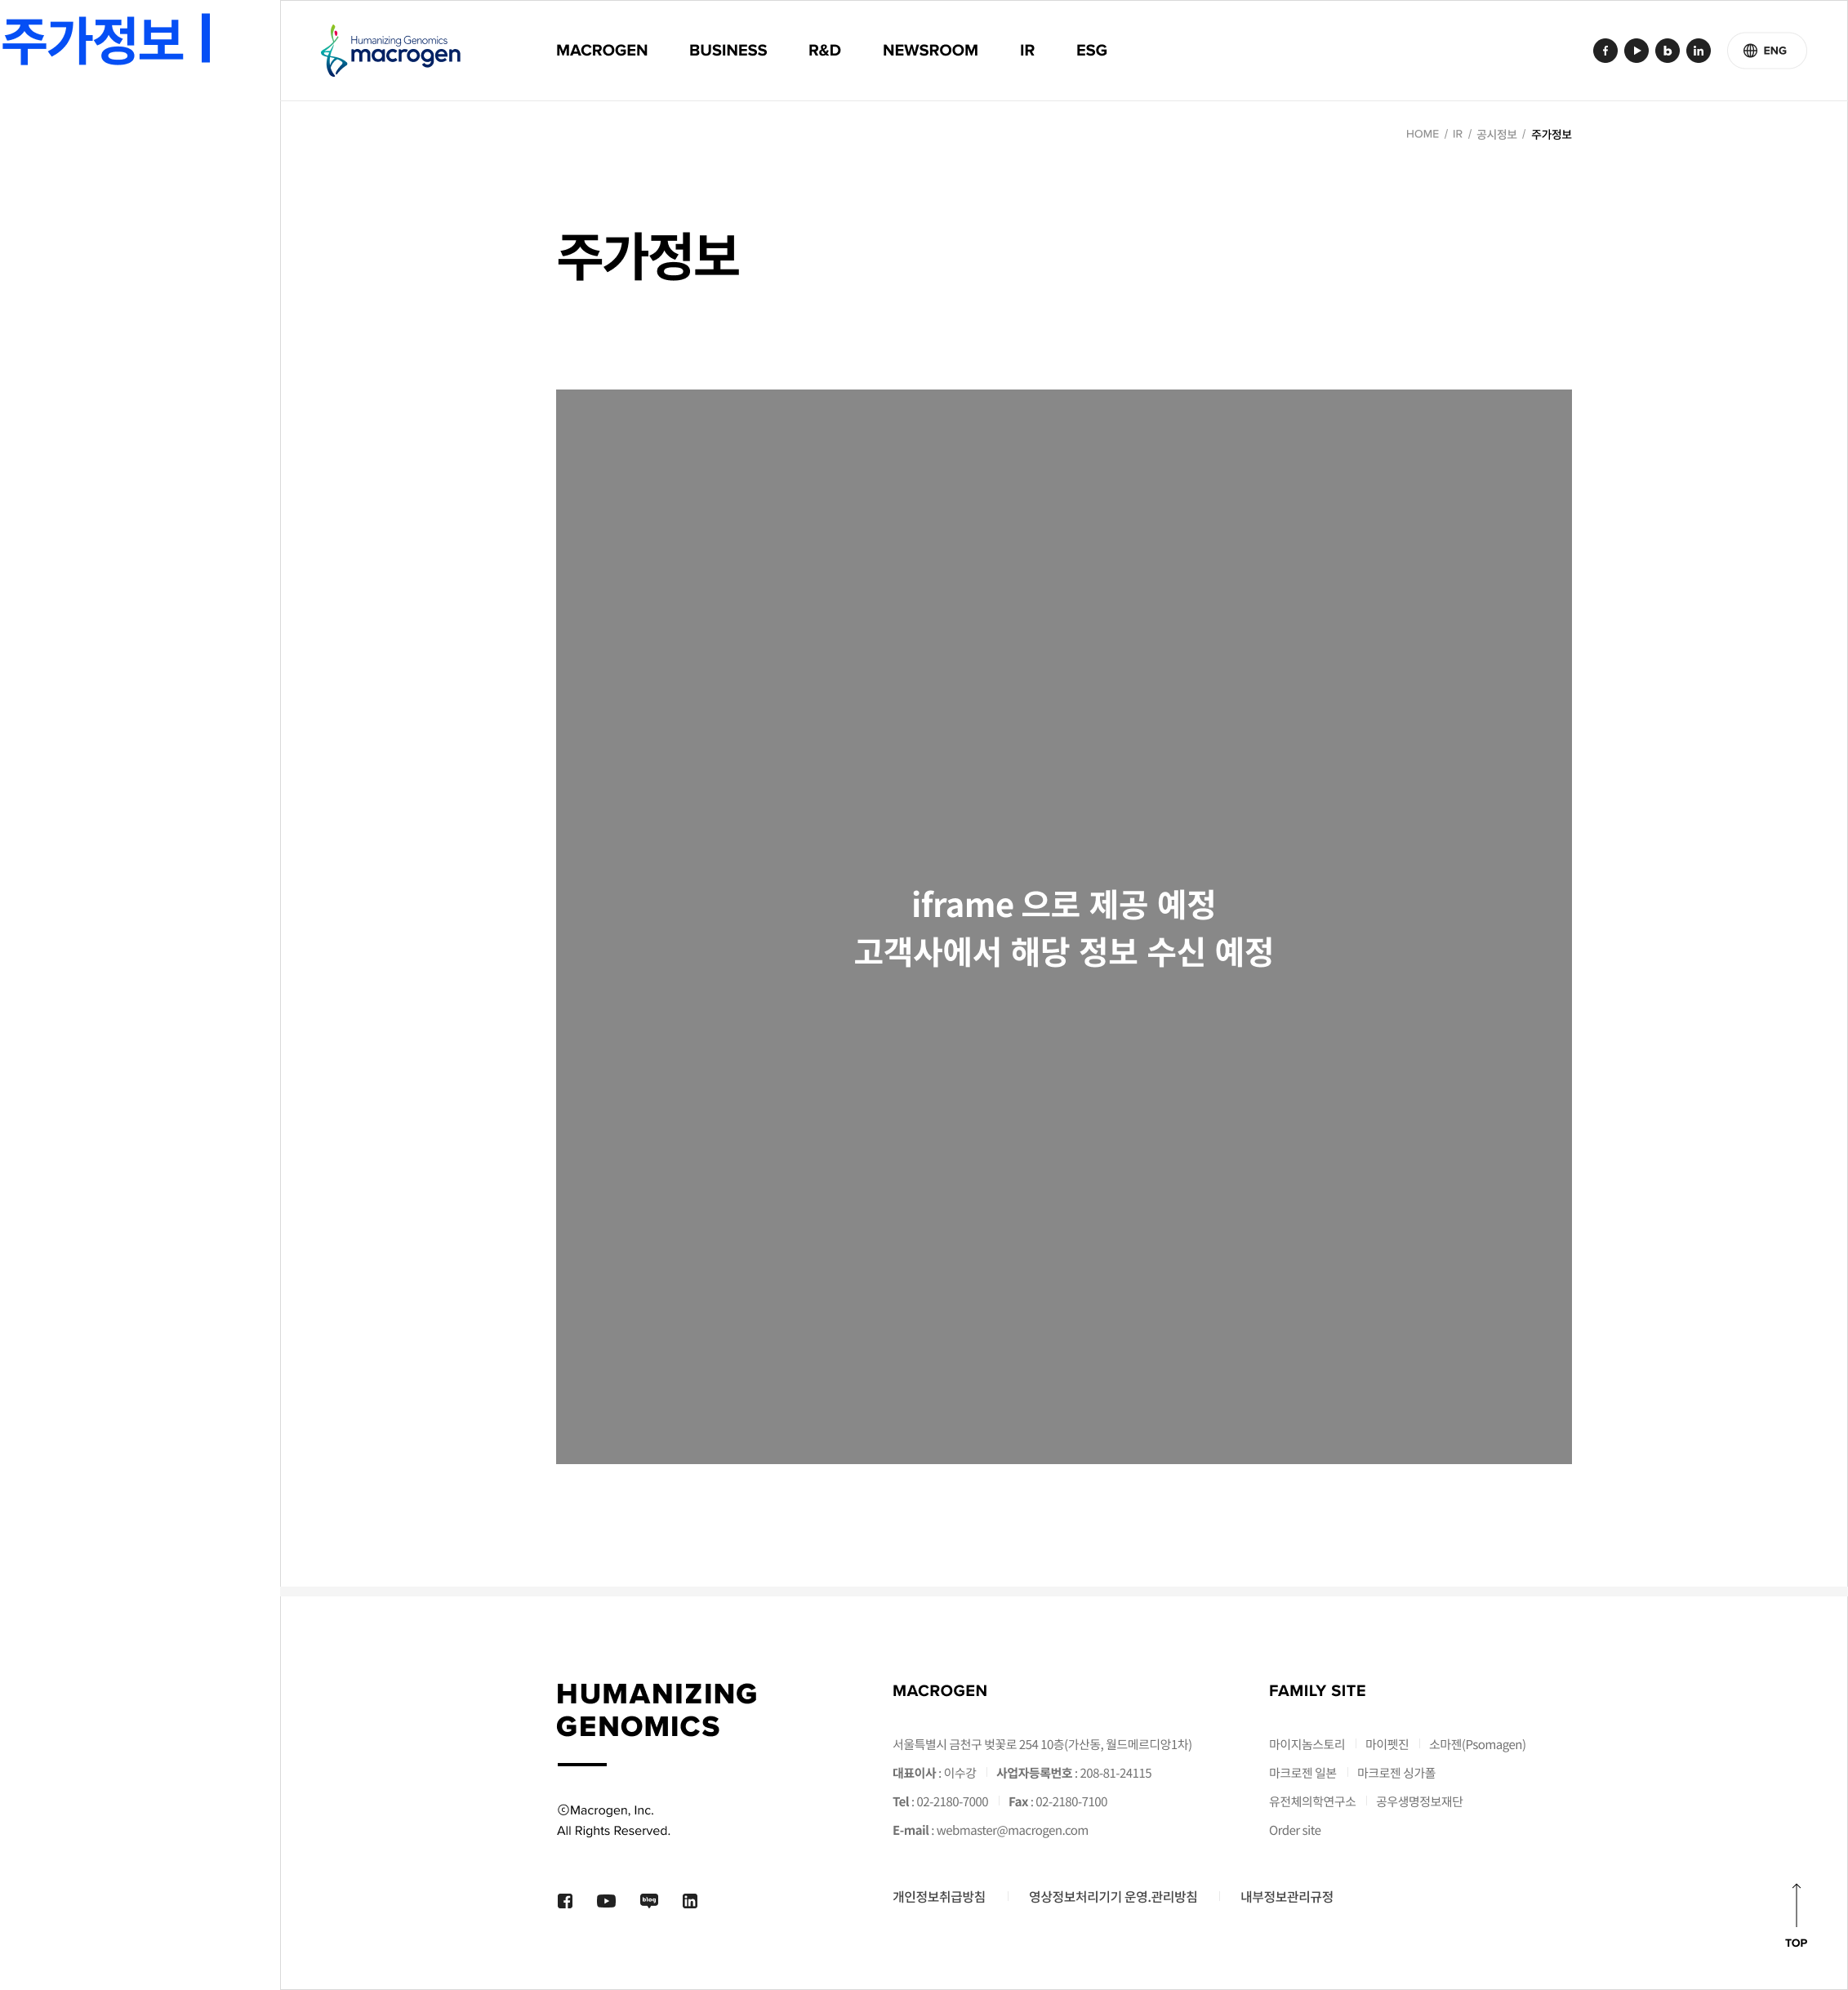 주가정보
Humanizing Genomics
macrogen
MACROGEN BUSINESS R&D NEWSROOM IR ESG
ENG
HOME / IR / 공시정보 / 주가정보
주가정보
iframe 으로 제공 예정
고객사에서 해당 정보 수신 예정
HUMANIZING
GENOMICS
ⓒMacrogen, Inc.
All Rights Reserved.
blog
MACROGEN
서울특별시 금천구 벚꽃로 254 10층(가산동, 월드메르디앙1차)
대표이사 : 이수강 사업자등록번호 : 208-81-24115
Tel : 02-2180-7000 Fax : 02-2180-7100
E-mail : webmaster@macrogen.com
개인정보취급방침 영상정보처리기기 운영.관리방침 내부정보관리규정
FAMILY SITE
마이지놈스토리 마이펫진 소마젠(Psomagen)
마크로젠 일본 마크로젠 싱가폴
유전체의학연구소 공우생명정보재단
Order site
TOP